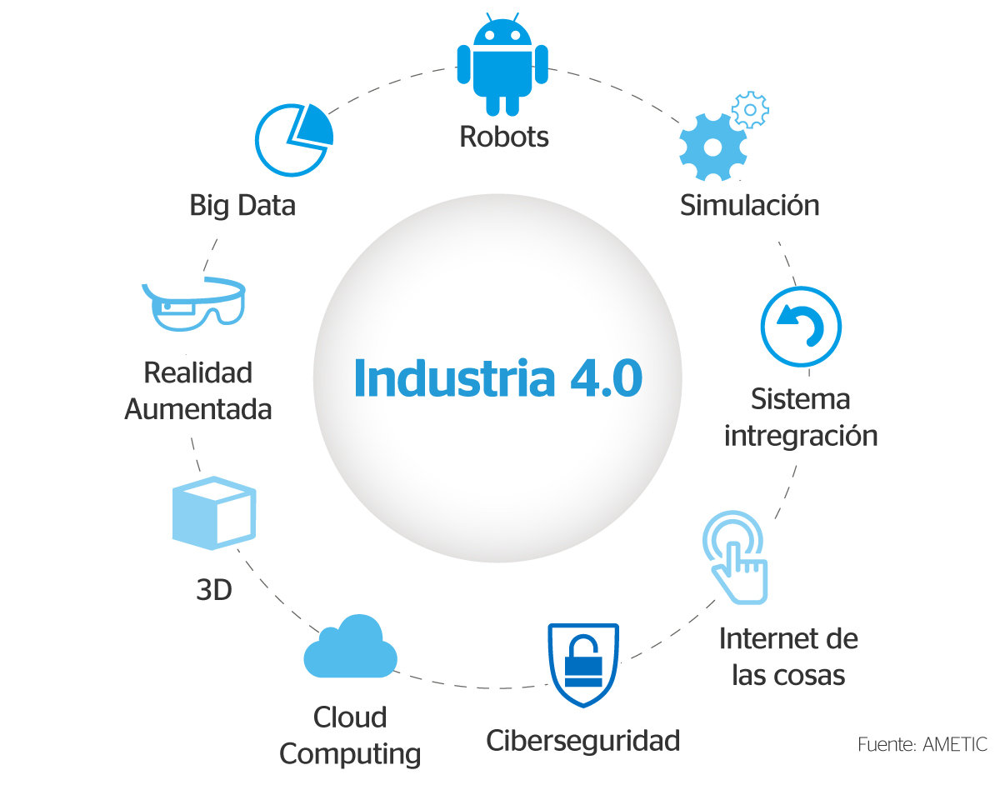 Robots
Big Data
Simulación
Realidad
Aumentada
Industria 4.0
Sistema
intregración
3D
Internet de
las cosas
Cloud
Computing
Ciberseguridad
Fuente: AMETIC